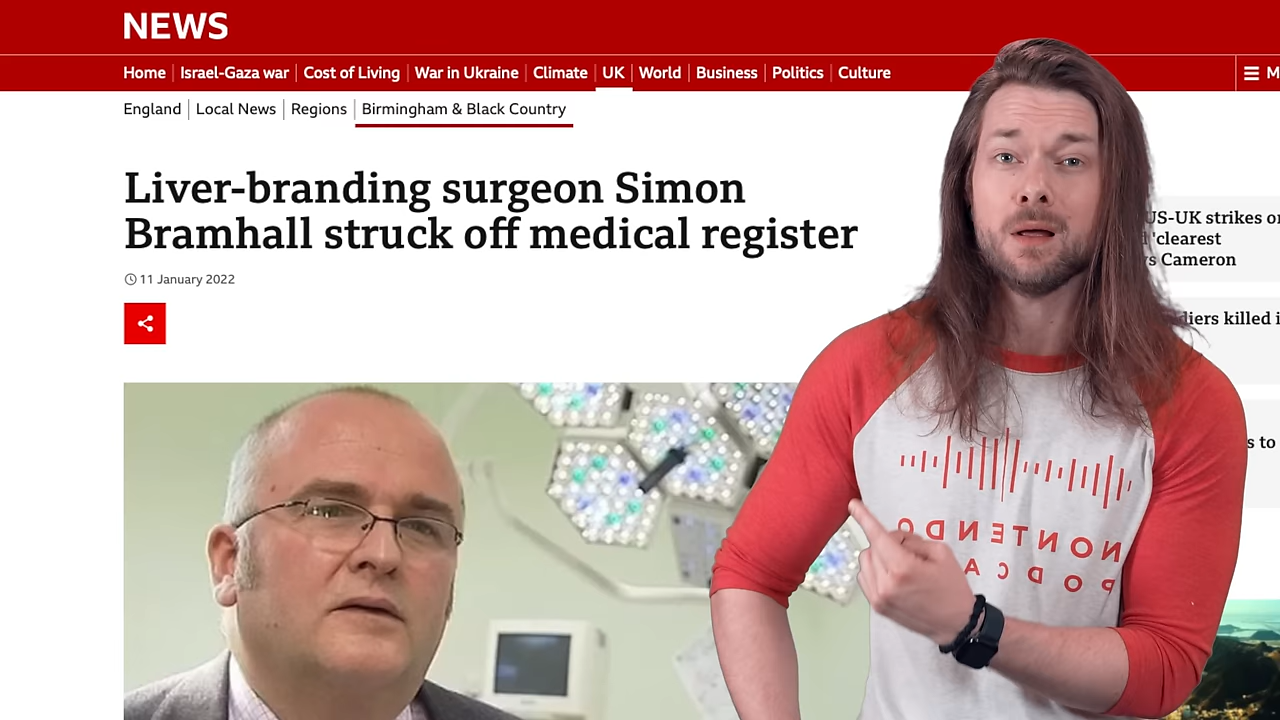 NEWS
Home Israel-Gaza war Cost of Living War in Ukraine Climate UK World Business Politics Culture M
England Local News Regions Birmingham & Black Country
Liver-branding surgeon Simon
Bramhall struck off medical register
11 January 2022
US-UK strikes
'clearest
Cameron
killed
to
NONTENDO
PODCA